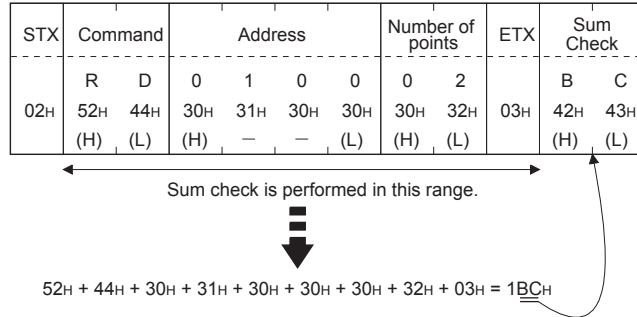 STX Command Address Number of points ETX Sum Check
R D 0 1 0 0 0 2 B C
02H 52H 44H 30H 31H 30H 30H 30H 32H 03H 42H 43H
(H) (L) (H) — — (L) (H) (L) (H) (L)
Sum check is performed in this range.
52H + 44H + 30H + 31H + 30H + 30H + 30H + 32H + 03H = 1BCH